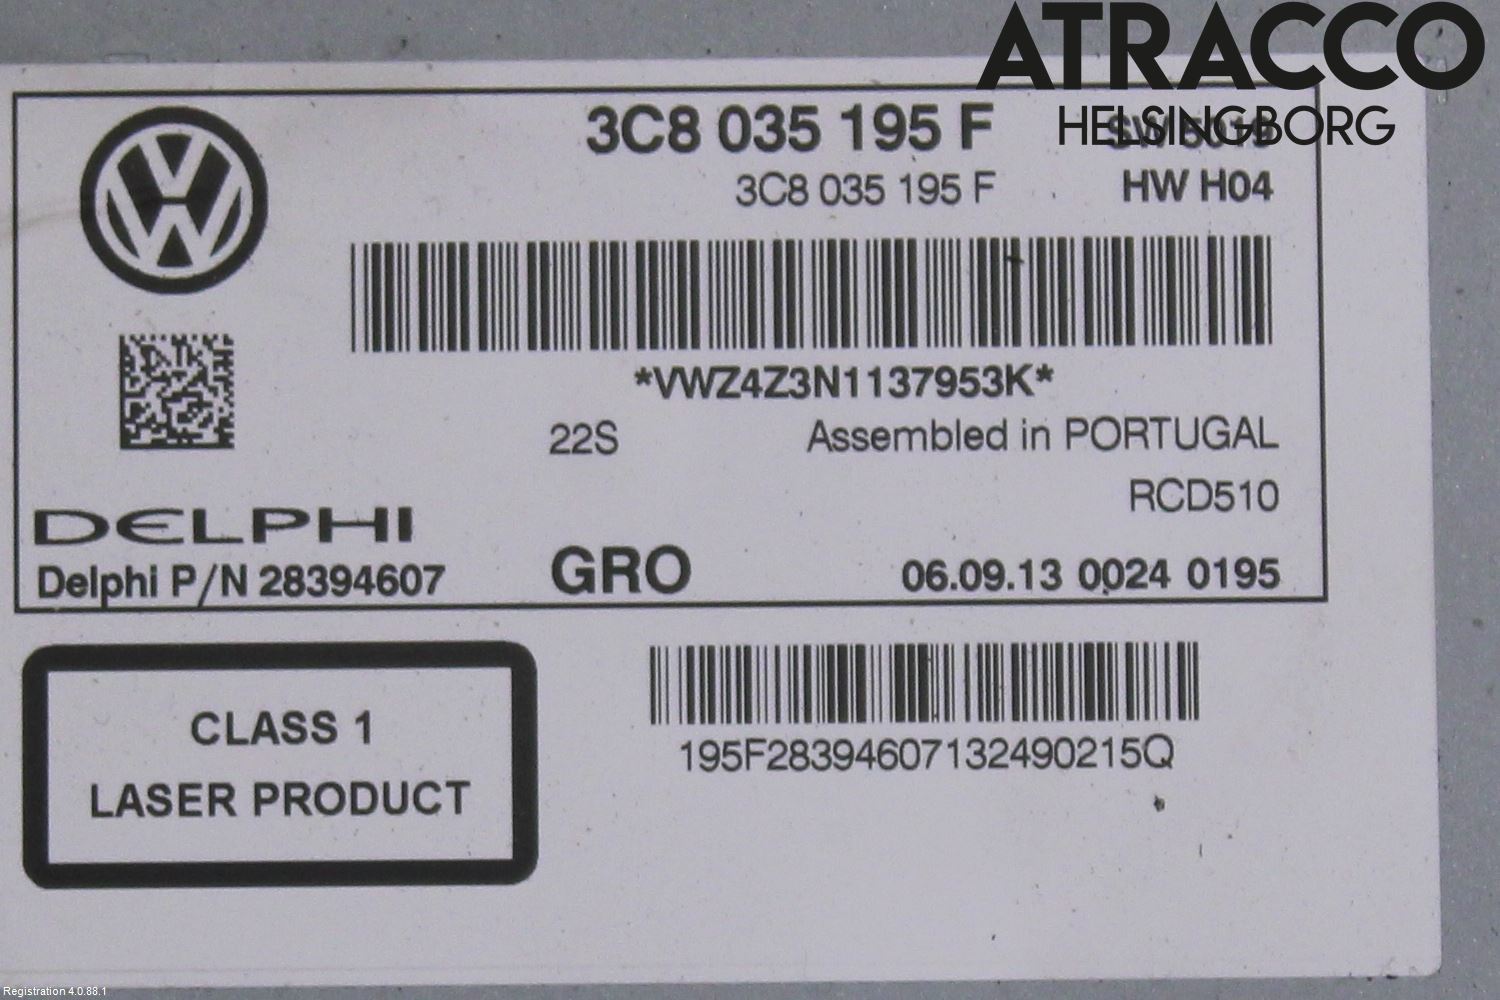 ATRACCO
HELSINGBORG
3C8 035 195 F
3C8 035 195 F
HW H04
*VWZ4Z3N1137953K*
22S
Assembled in PORTUGAL
RCD510
DELPHI
Delphi P/N 28394607
GRO
06.09.13 0024 0195
CLASS 1
LASER PRODUCT
195F28394607132490215Q
Registration 4.0.88.1